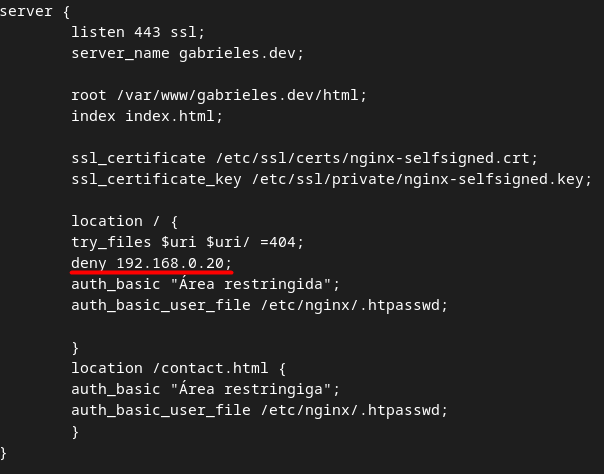 server {
listen 443 ssl;
server_name gabrieles.dev;
root /var/www/gabrieles.dev/html;
index index.html;
ssl_certificate /etc/ssl/certs/nginx-selfsigned.crt;
ssl_certificate_key /etc/ssl/private/nginx-selfsigned.key;
location / {
try_files $uri $uri/ =404;
deny 192.168.0.20;
auth_basic "Área restringida";
auth_basic_user_file /etc/nginx/.htpasswd;
}
location /contact.html {
auth_basic "Área restringiga";
auth_basic_user_file /etc/nginx/.htpasswd;
}
}